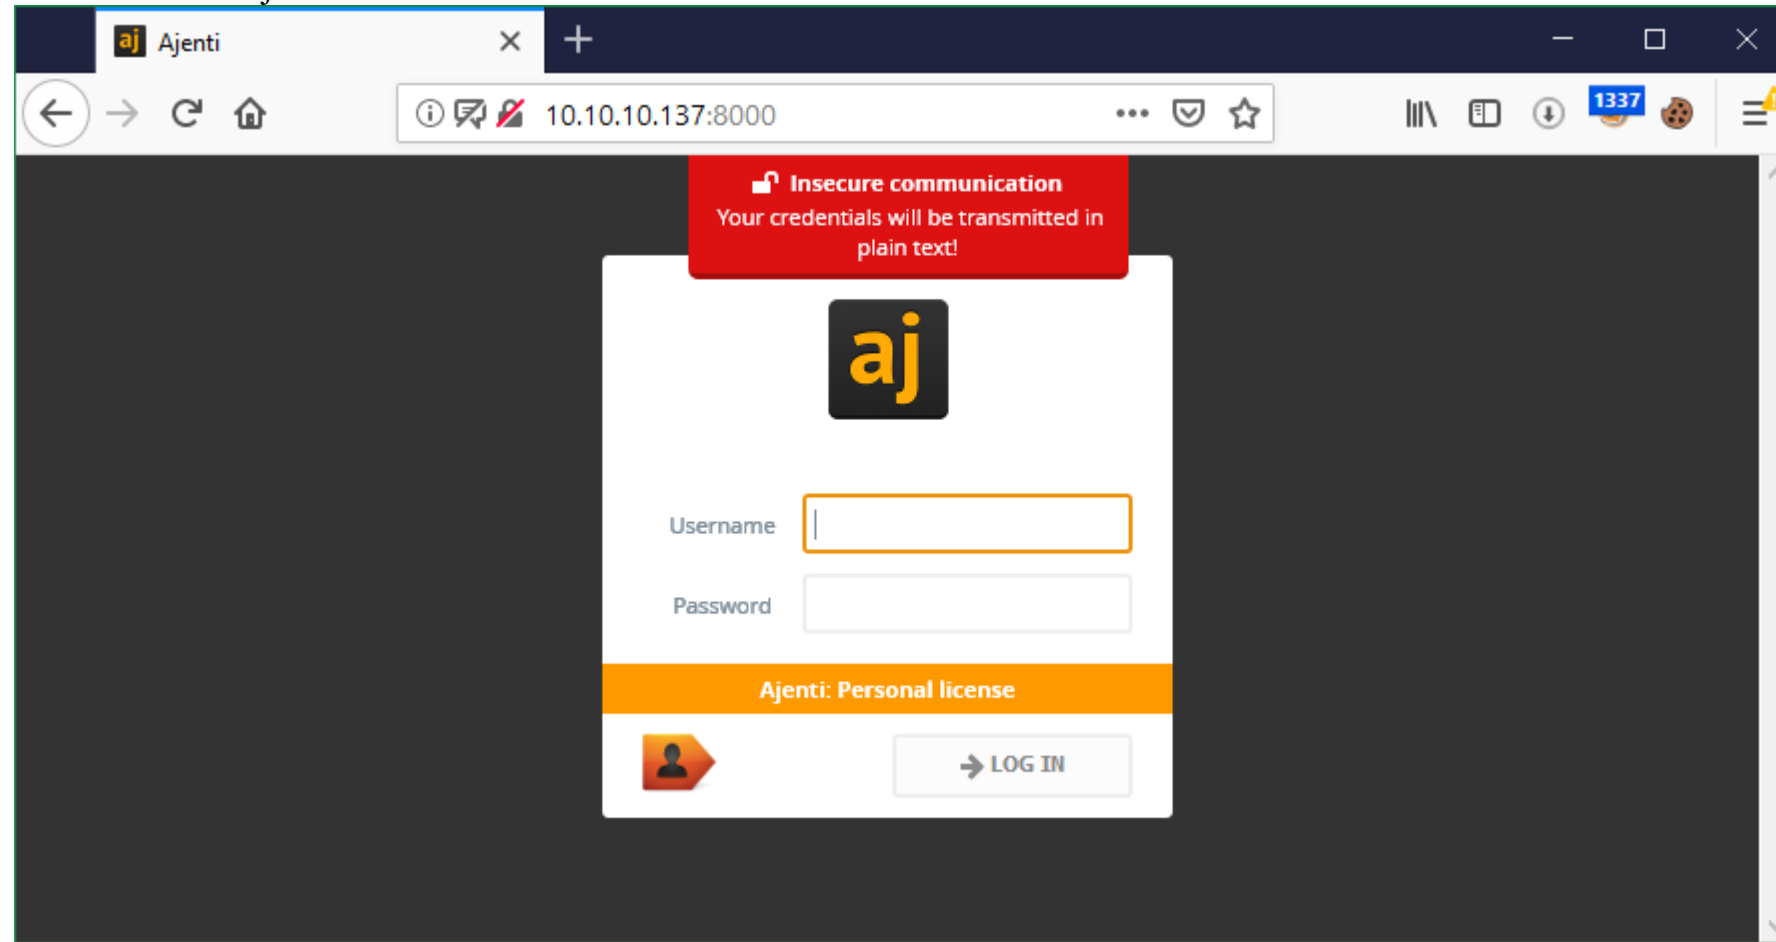 Ajenti
10.10.10.137:8000
1337
Insecure communication
Your credentials will be transmitted in
plain text!
aj
Username
Password
Ajenti: Personal license
LOG IN